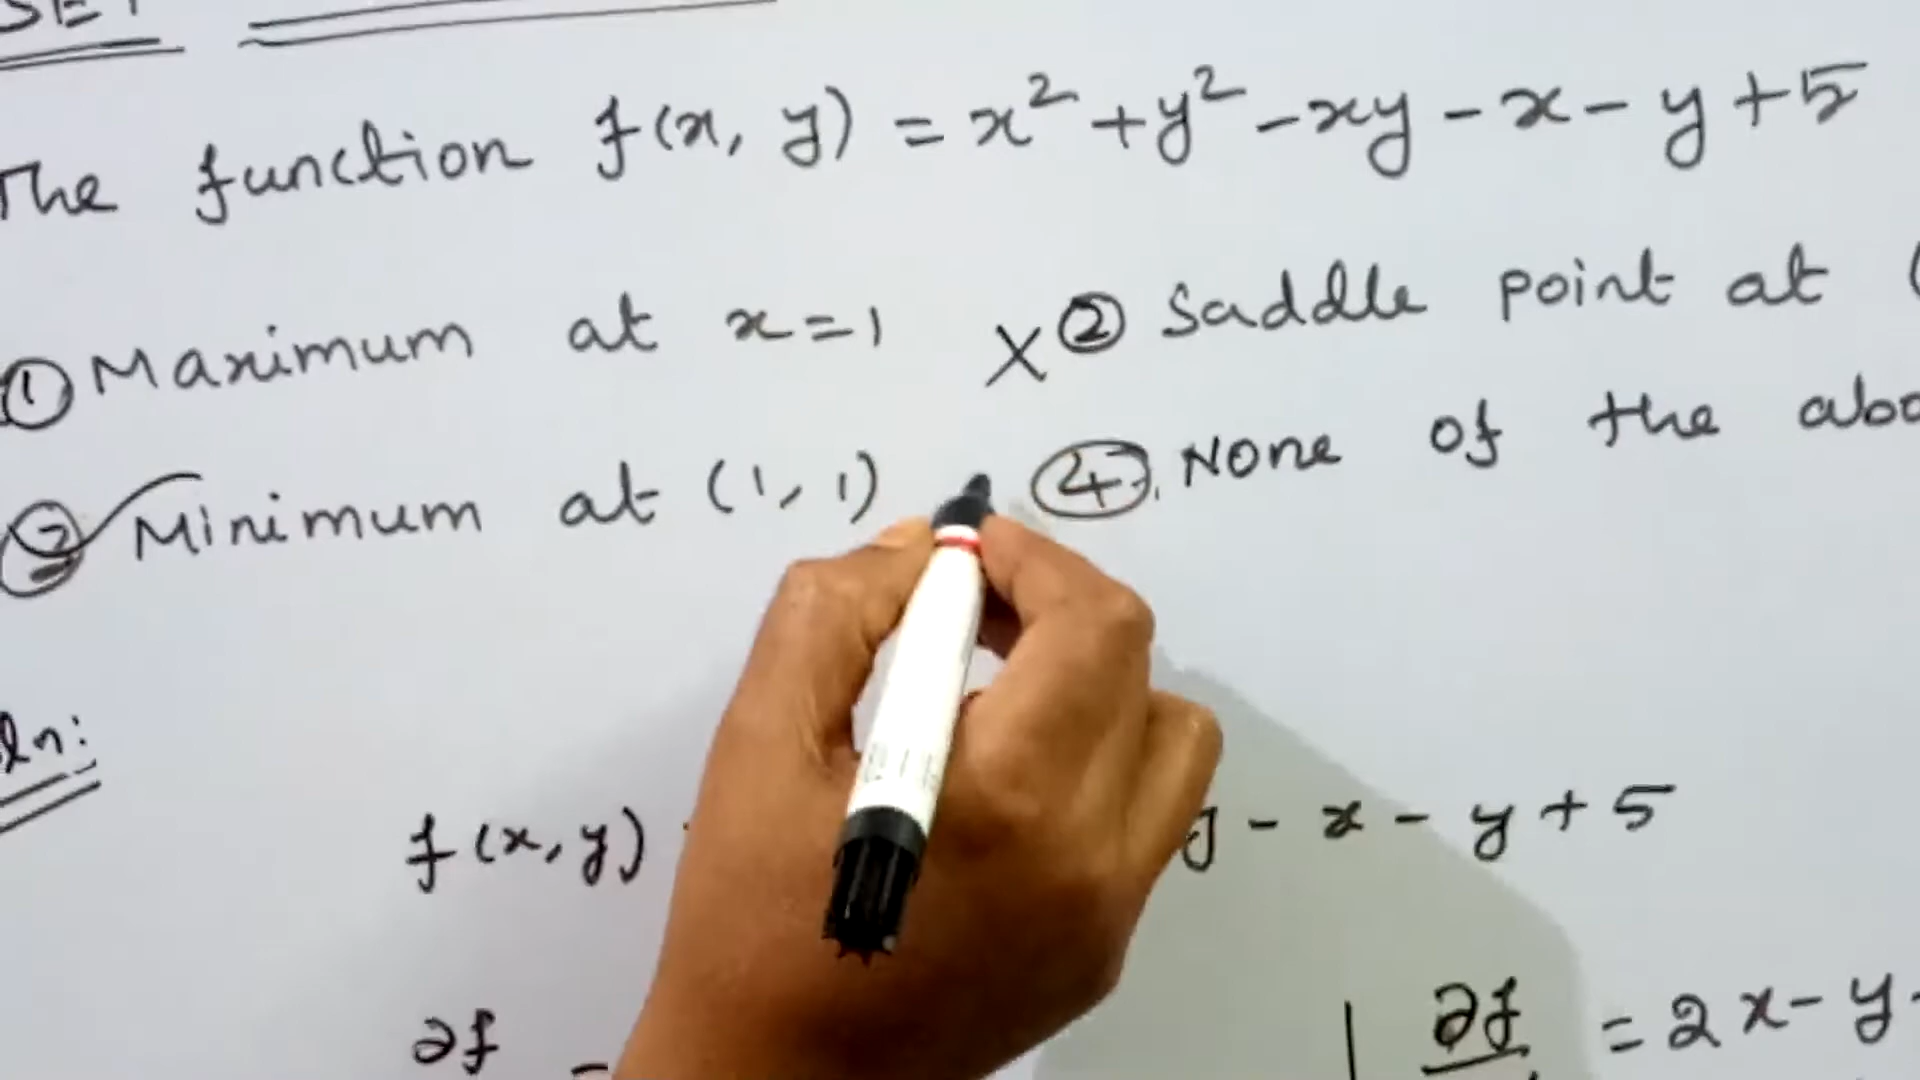 The function f(x, y) = x² + y² - xy - x - y + 5
① Maximum at x = 1 X ② Saddle point at (
③ Minimum at (1, 1) ④. None of the
ln:
f(x, y) y - x - y + 5
∂f = | ∂f = 2x - y -